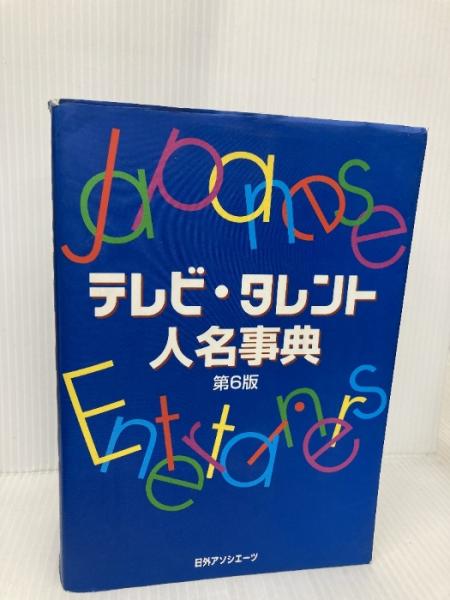 Japanese
テレビ・タレント
人名事典
第6版
Entertainers
日外アソシエーツ